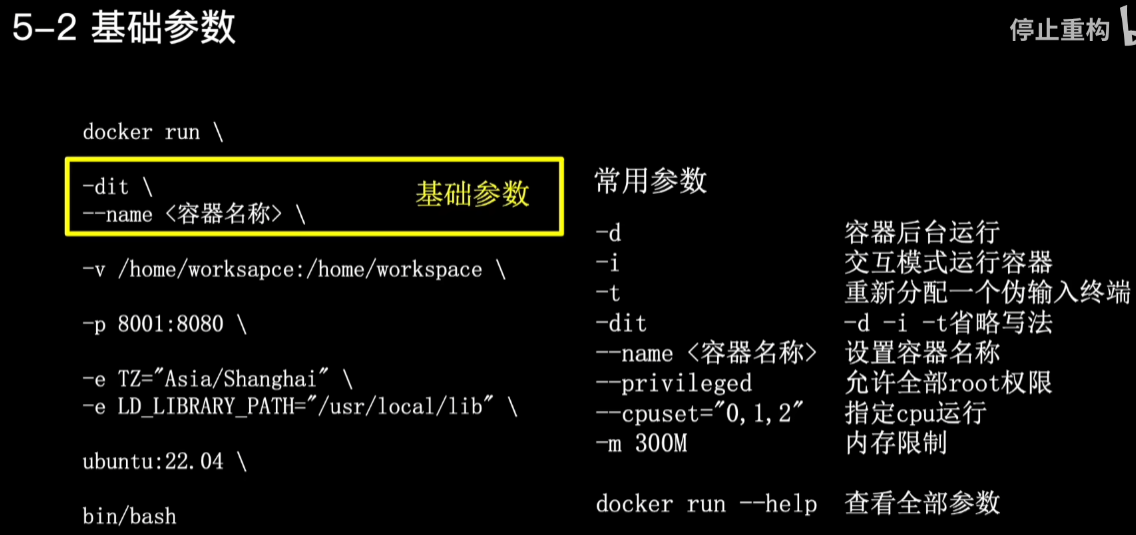 5-2 基础参数
停止重构
docker run \
-dit \
--name <容器名称> \
基础参数
-v /home/worksapce:/home/workspace \
-p 8001:8080 \
-e TZ="Asia/Shanghai" \
-e LD_LIBRARY_PATH="/usr/local/lib" \
ubuntu:22.04 \
bin/bash
常用参数
-d 容器后台运行
-i 交互模式运行容器
-t 重新分配一个伪输入终端
-dit -d -i -t省略写法
--name <容器名称> 设置容器名称
--privileged 允许全部root权限
--cpuset="0,1,2" 指定cpu运行
-m 300M 内存限制
docker run --help 查看全部参数